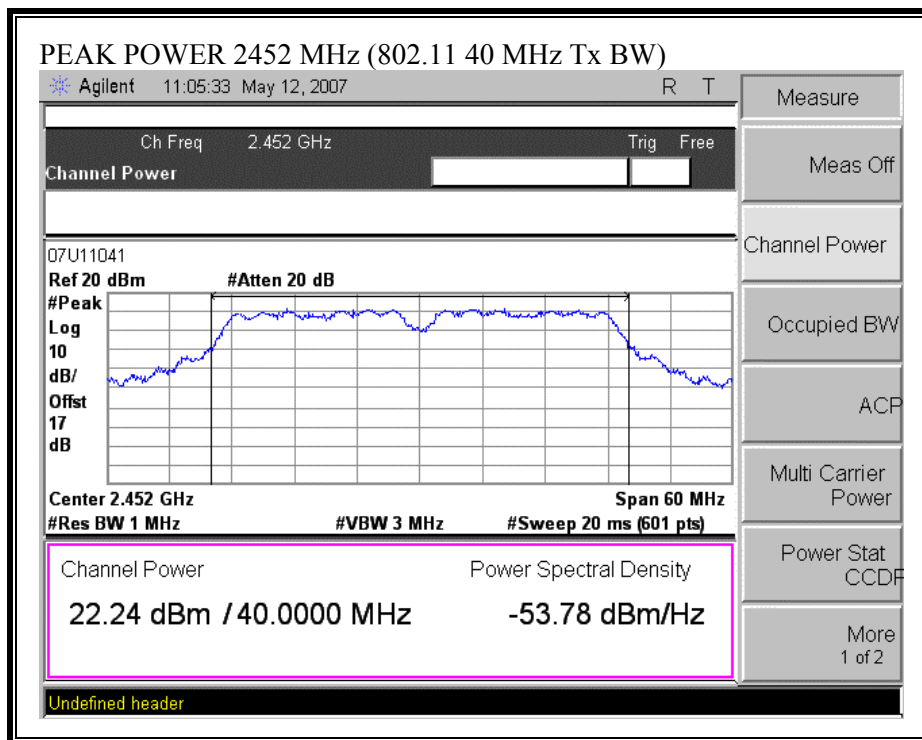 PEAK POWER 2452 MHz (802.11 40 MHz Tx BW)
Agilent 11:05:33 May 12, 2007 R T
Measure
Ch Freq 2.452 GHz Trig Free
Channel Power
Meas Off
Channel Power
07U11041
Ref 20 dBm #Atten 20 dB
#Peak
Log
10
dB/
Offst
17
dB
Occupied BW
ACP
Center 2.452 GHz Span 60 MHz
#Res BW 1 MHz #VBW 3 MHz #Sweep 20 ms (601 pts)
Multi Carrier
Power
Channel Power Power Spectral Density
22.24 dBm / 40.0000 MHz -53.78 dBm/Hz
Power Stat
CCDF
More
1 of 2
Undefined header